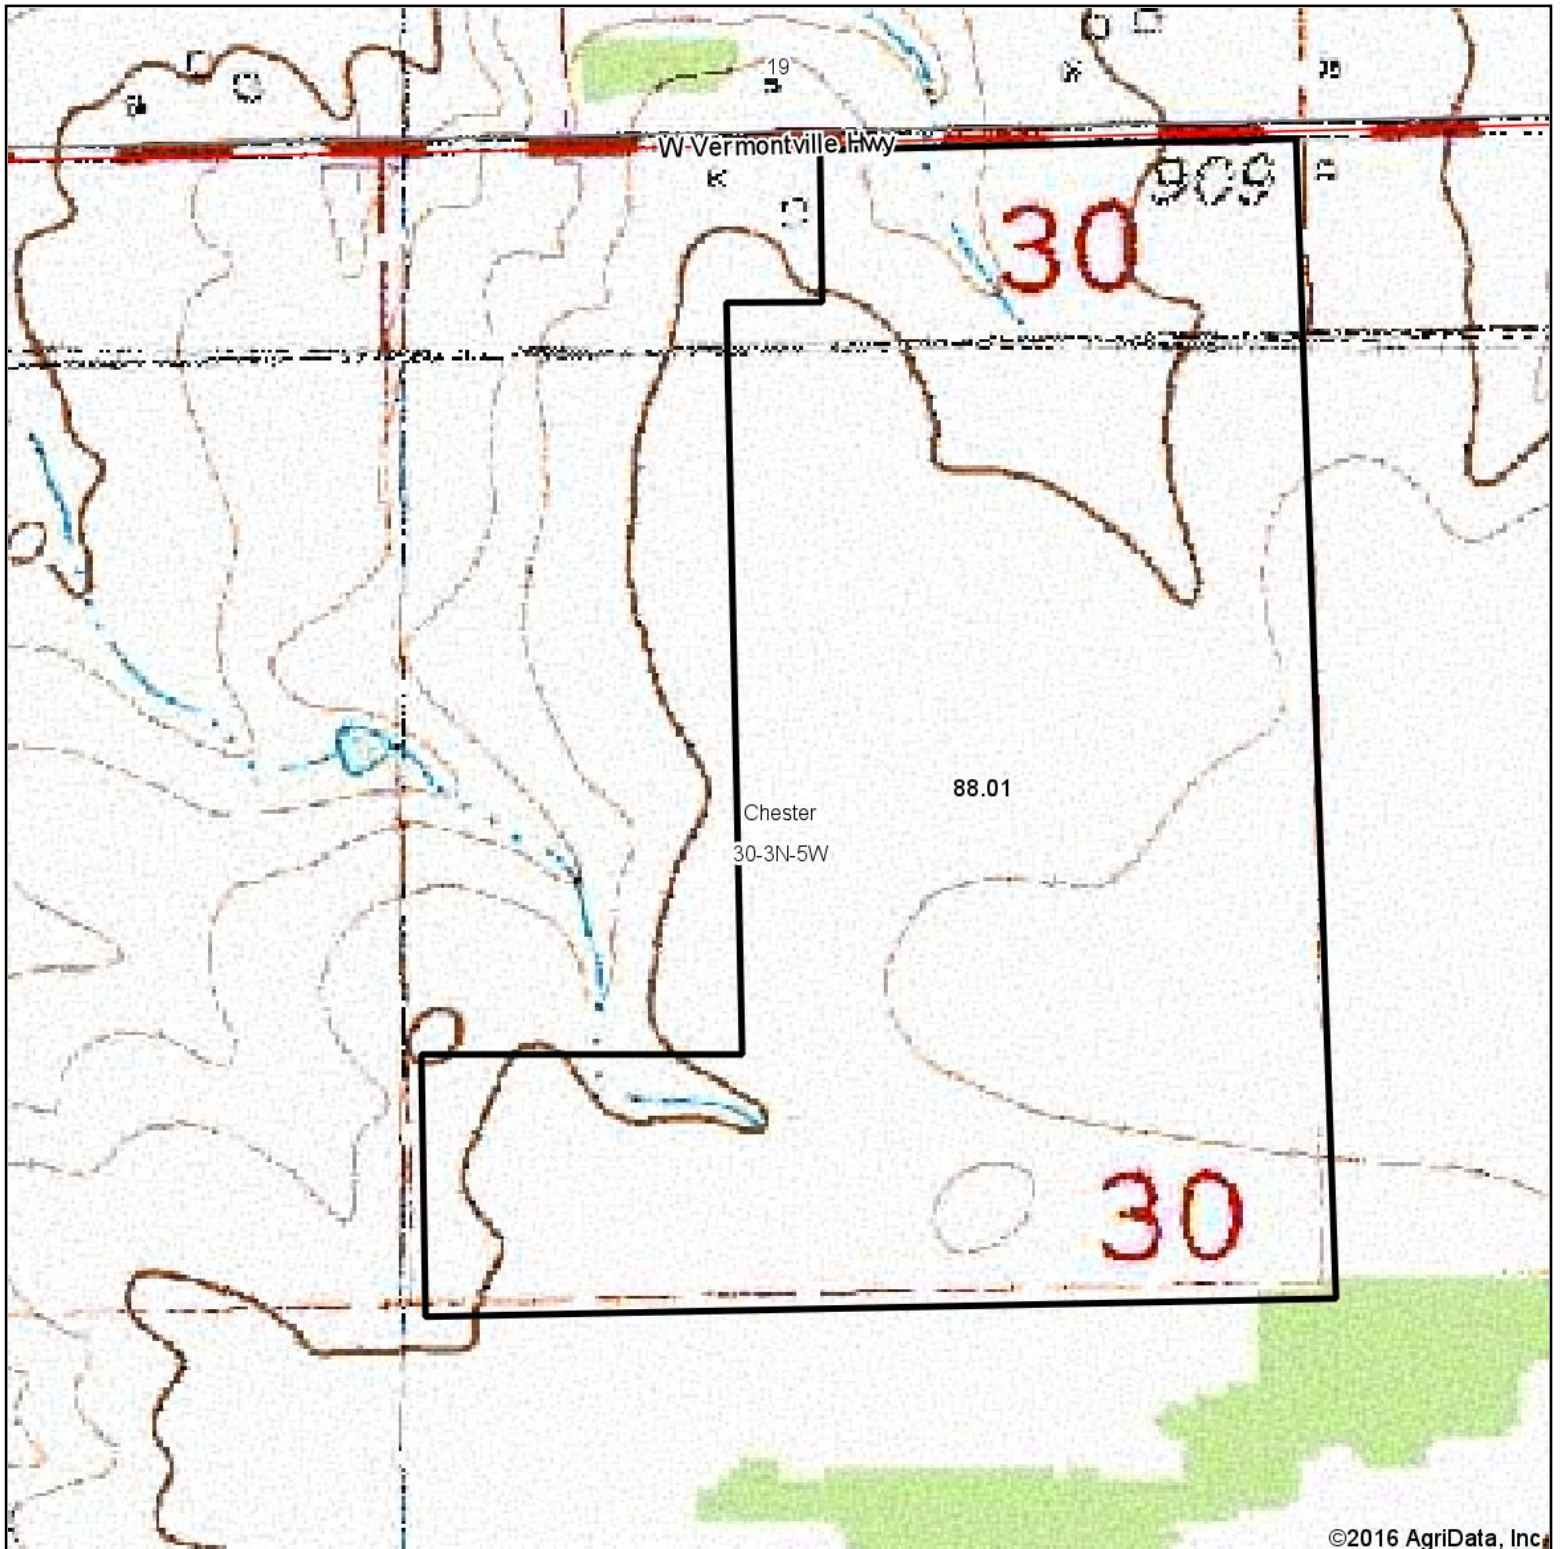 19
W Vermontville Hwy
909
30
88.01
Chester
30-3N-5W
30
©2016 AgriData, Inc.